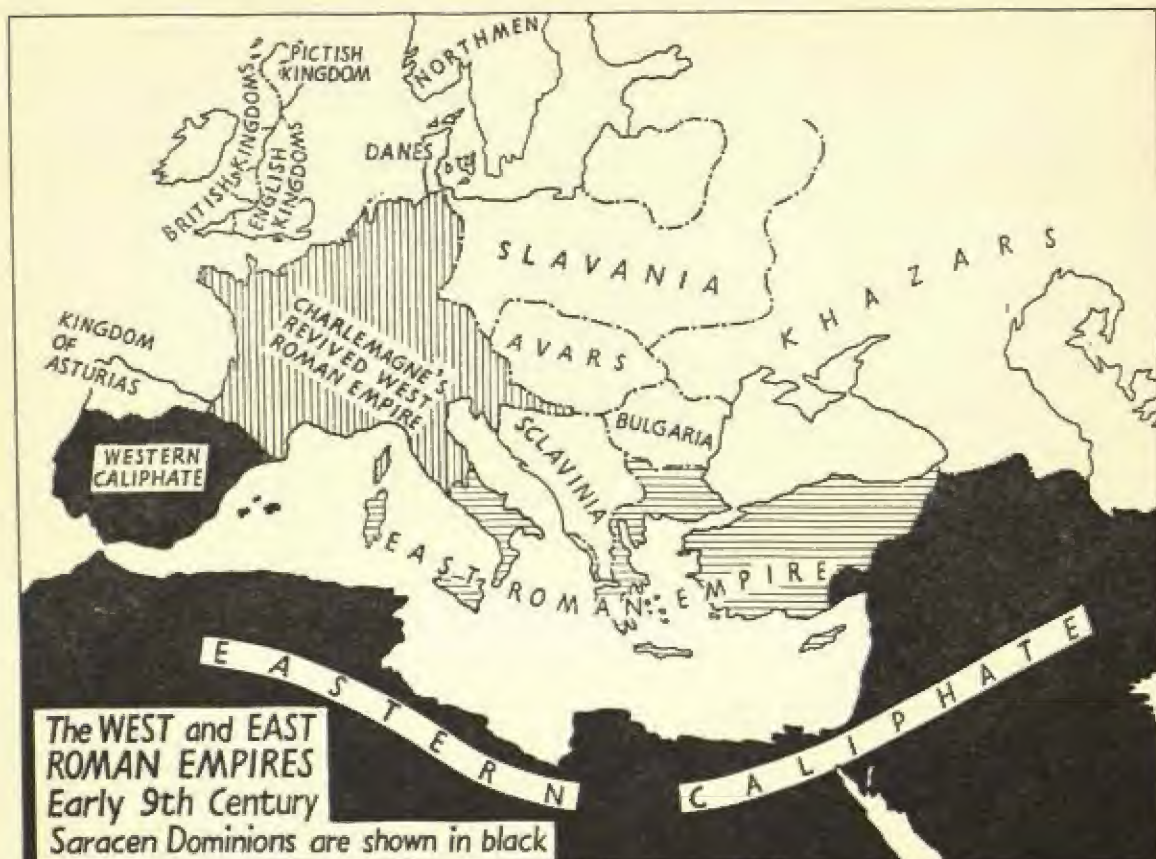 NORTHMEN
PICTISH
KINGDOM
BRITISH KINGDOMS
ENGLISH
KINGDOMS
DANES
SLAVANIA
KHAZARS
KINGDOM
OF
ASTURIAS
CHARLEMAGNE'S
REVIVED WEST
ROMAN EMPIRE
AVARS
BULGARIA
SCLAVINIA
WESTERN
CALIPHATE
EAST ROMAN EMPIRE
EASTERN CALIPHATE
The WEST and EAST
ROMAN EMPIRES
Early 9th Century
Saracen Dominions are shown in black